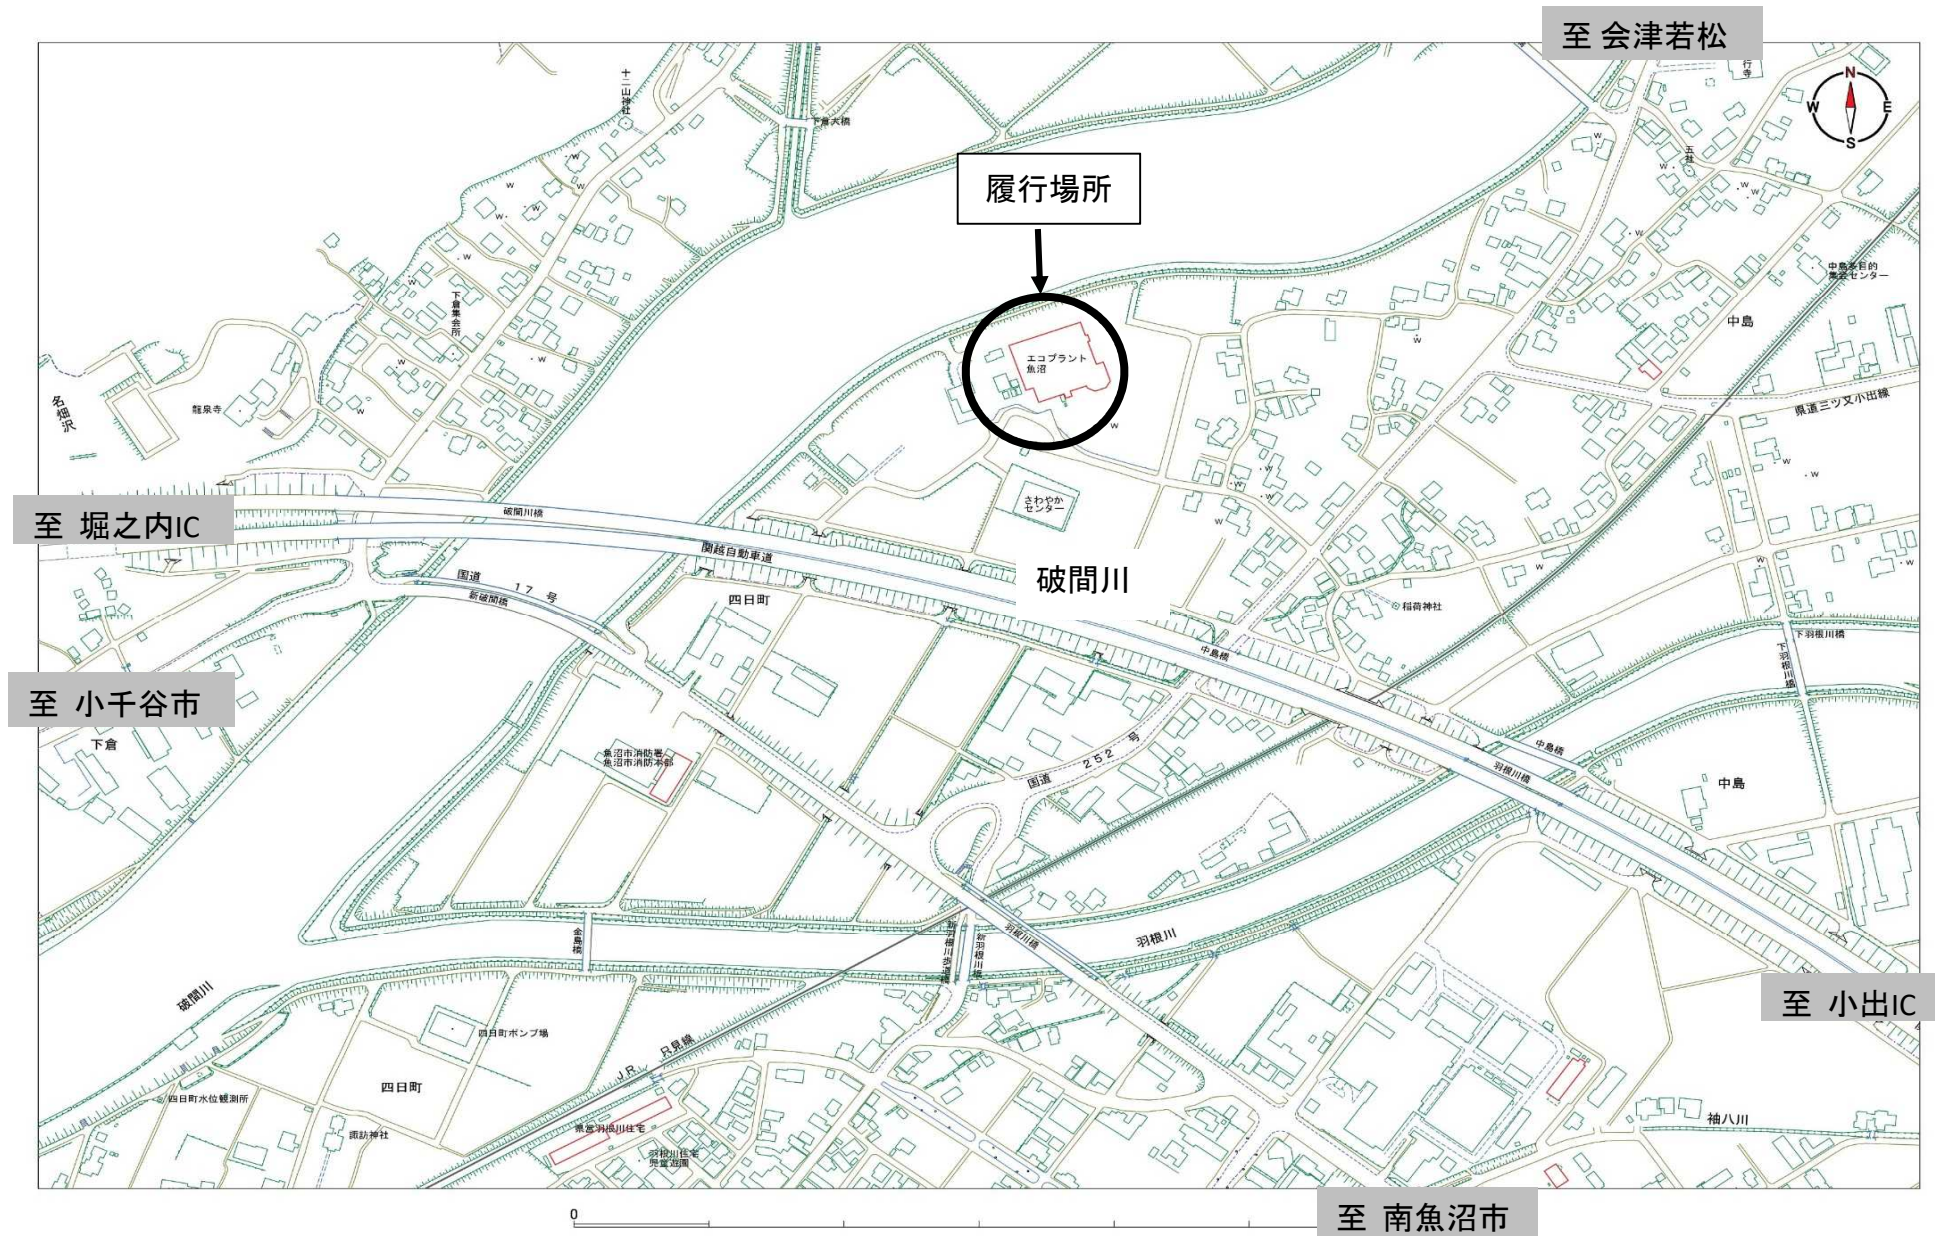 至 会津若松
行寺
N
W
E
S
十二山神社
下倉大橋
履行場所
五社
中島多目的
集会センター
下倉集会所
中島
エコプラント
魚沼
県道三ツ又小出線
名畑沢
龍泉寺
さわやか
センター
至 堀之内IC
破間川橋
関越自動車道
破間川
国道 17 号
新破間橋
四日町
稲荷神社
下羽根川橋
下羽根川橋
中島橋
至 小千谷市
下倉
魚沼市消防署
魚沼市消防本部
国道 252 号
中島橋
羽根川橋
中島
金島橋
新羽根川歩道橋
新羽根川橋
羽根川橋
羽根川
破間川
至 小出IC
四日町ポンプ場
JR 只見線
四日町
四日町水位観測所
諏訪神社
県営羽根川住宅
羽根川住宅
児童遊園
袖八川
至 南魚沼市
0